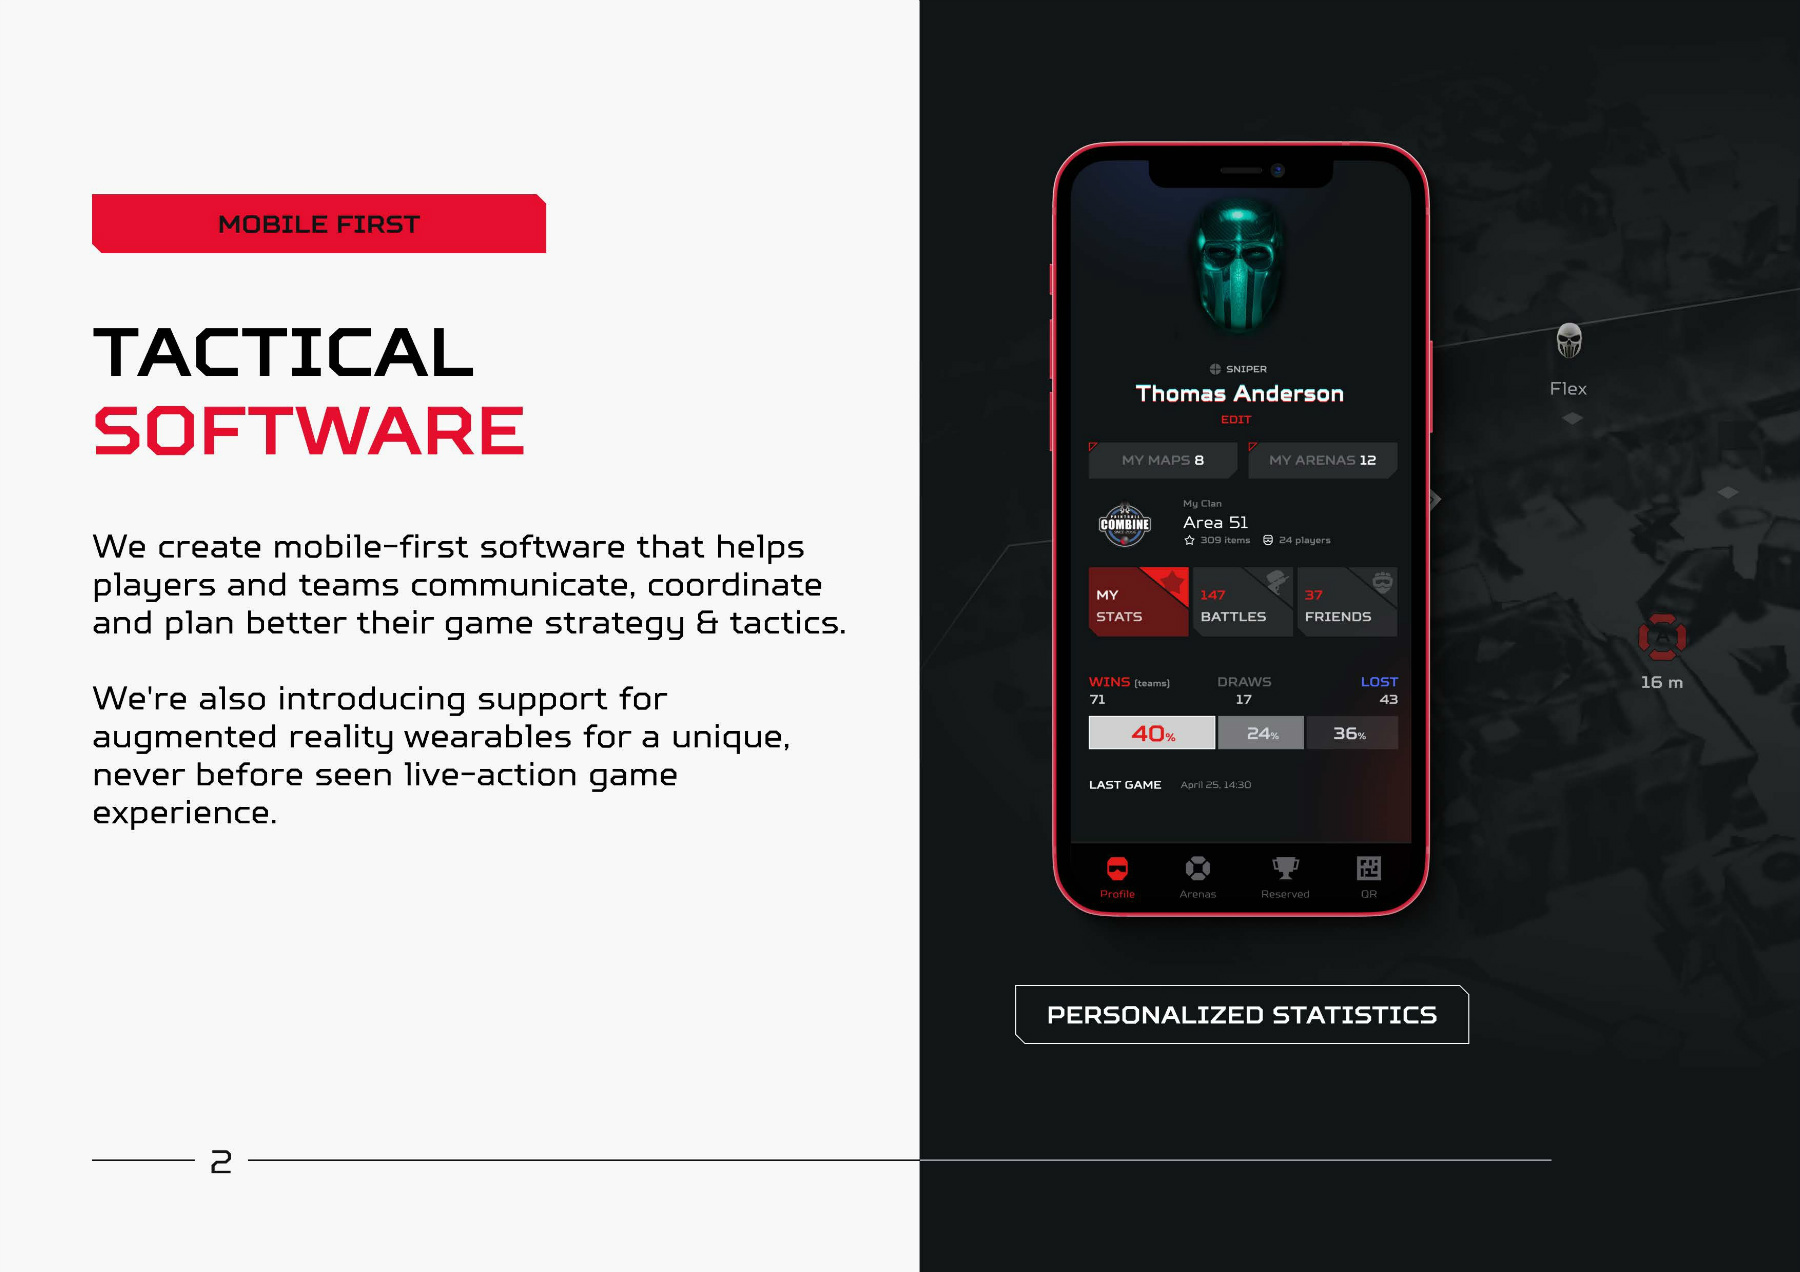 MOBILE FIRST
TACTICAL
SOFTWARE
We create mobile-first software that helps
players and teams communicate, coordinate
and plan better their game strategy & tactics.
We're also introducing support for
augmented reality wearables for a unique,
never before seen live-action game
experience.
2
SNIPER
Thomas Anderson
EDIT
MY MAPS 8
MY ARENAS 12
PAINTBALL
COMBINE
My Clan
Area 51
309 items 24 players
MY
STATS
147
BATTLES
37
FRIENDS
WINS [teams] DRAWS LOST
71 17 43
40% 24% 36%
LAST GAME April 25, 14:30
Profile Arenas Reserved QR
Flex
A
16 m
PERSONALIZED STATISTICS